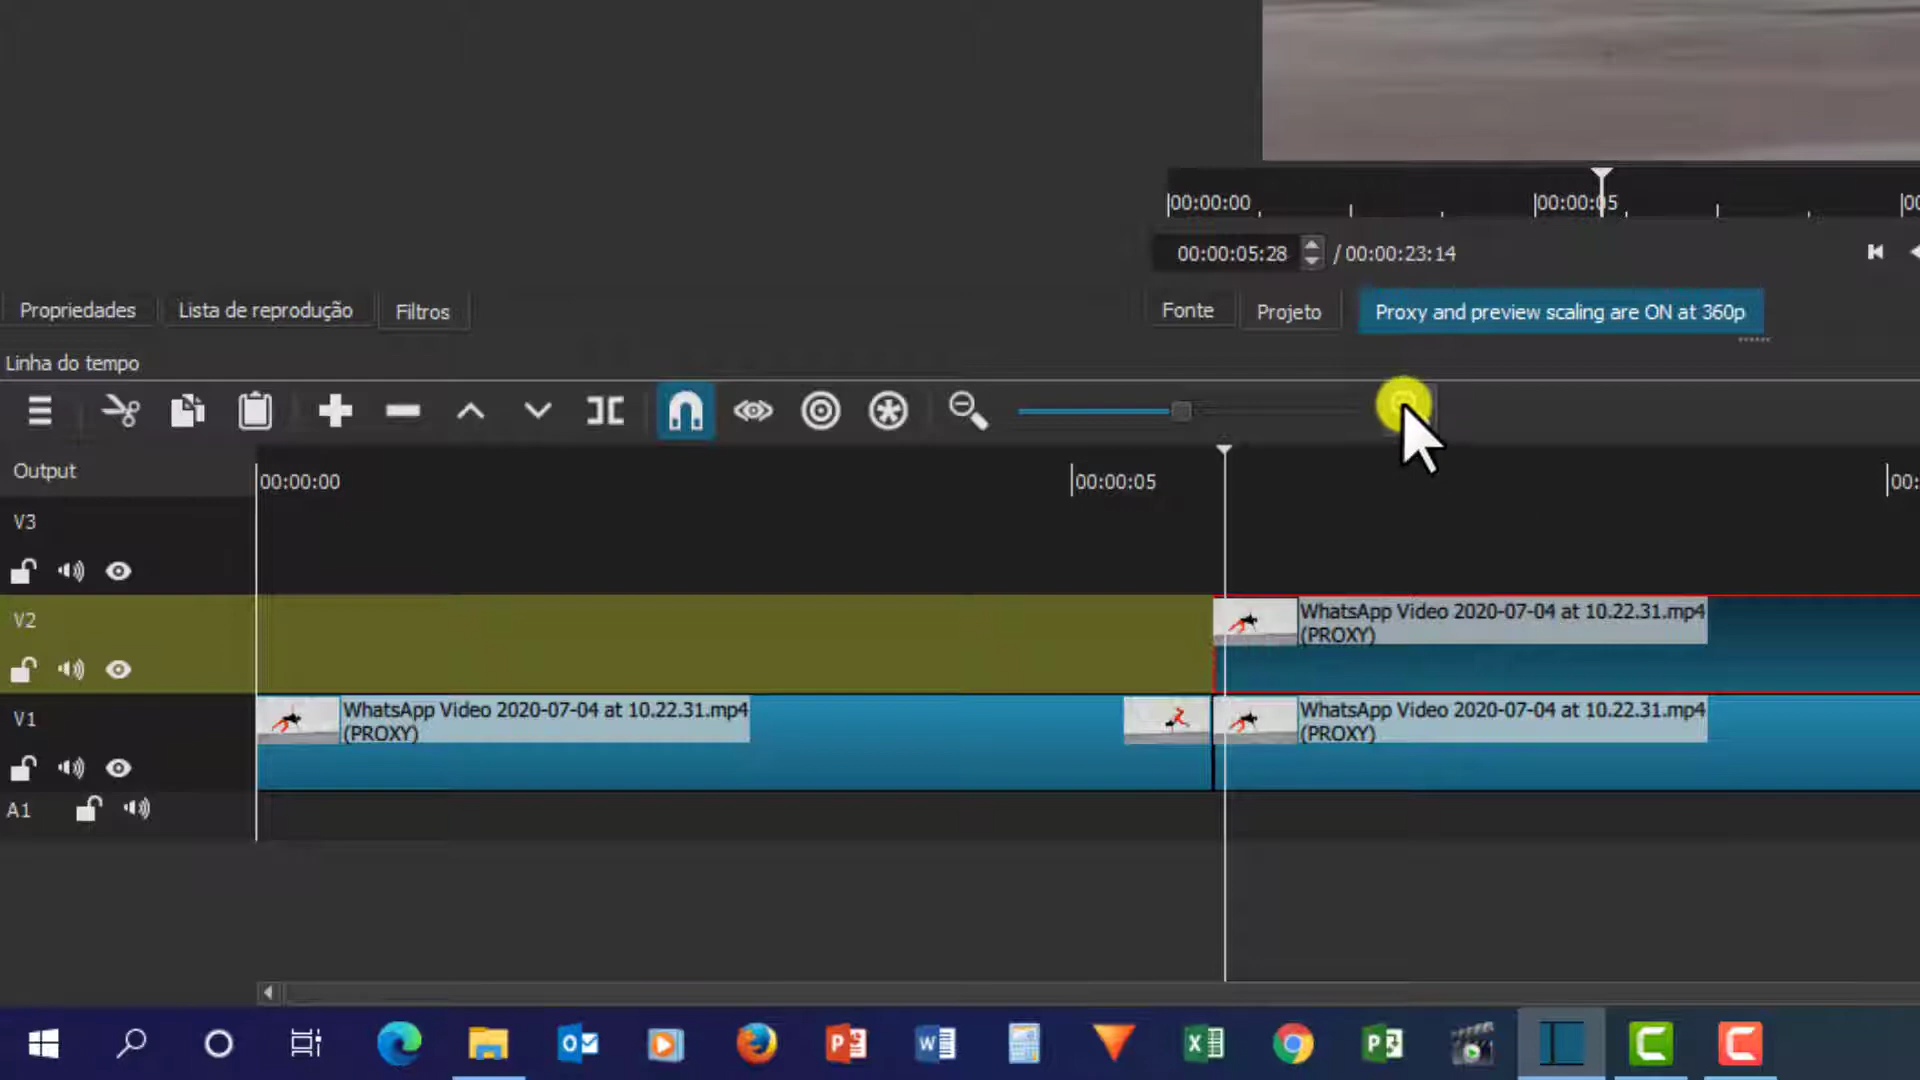 00:00:00
00:00:05
00:00:05:28 / 00:00:23:14
Propriedades
Lista de reprodução
Filtros
Fonte
Projeto
Proxy and preview scaling are ON at 360p
Linha do tempo
Output
00:00:00
00:00:05
00:
V3
V2
WhatsApp Video 2020-07-04 at 10.22.31.mp4
(PROXY)
V1
WhatsApp Video 2020-07-04 at 10.22.31.mp4
(PROXY)
WhatsApp Video 2020-07-04 at 10.22.31.mp4
(PROXY)
A1